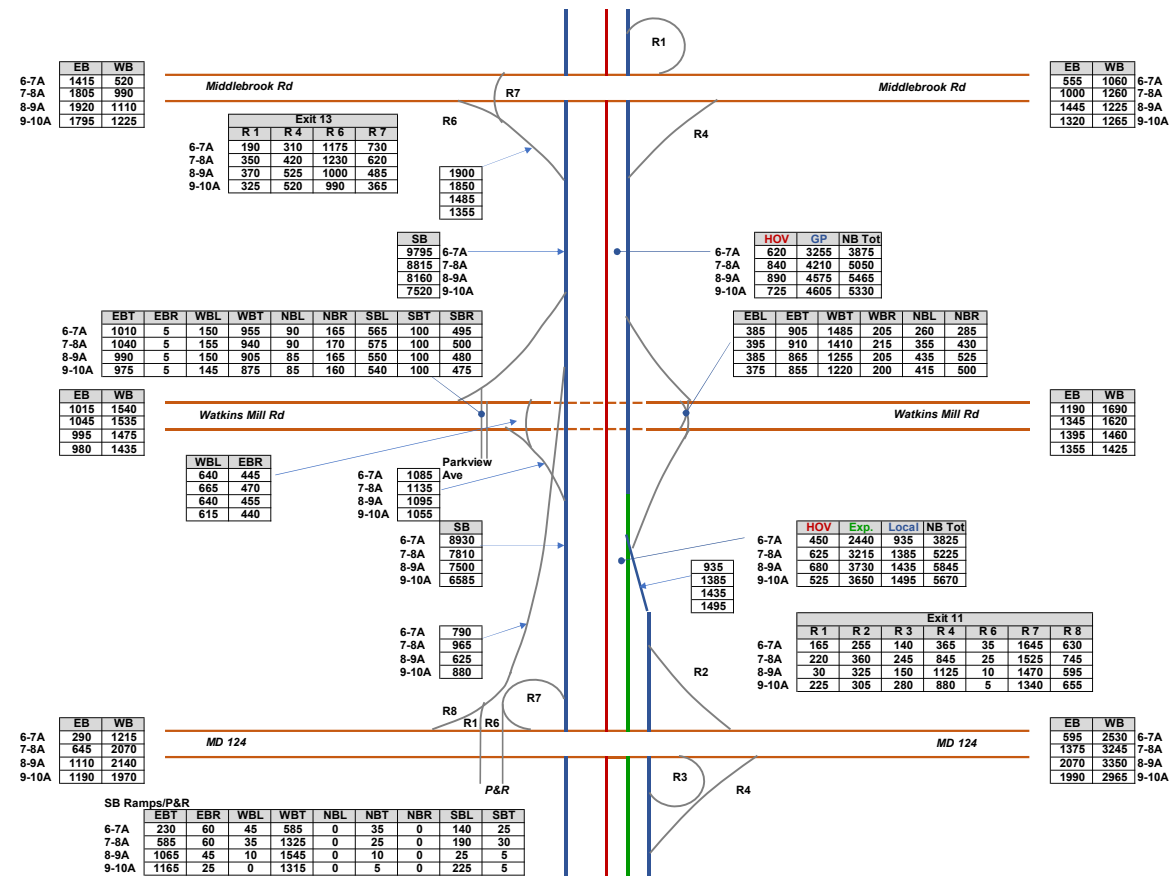 R1
EB WB
6-7A 1415 520
7-8A 1805 990
8-9A 1920 1110
9-10A 1795 1225
Middlebrook Rd
Middlebrook Rd
EB WB
555 1060 6-7A
1000 1260 7-8A
1445 1225 8-9A
1320 1265 9-10A
R7
R6
R4
Exit 13
R 1 R 4 R 6 R 7
6-7A 190 310 1175 730
7-8A 350 420 1230 620
8-9A 370 525 1000 485
9-10A 325 520 990 365
1900
1850
1485
1355
SB
9795 6-7A
8815 7-8A
8160 8-9A
7520 9-10A
HOV GP NB Tot
6-7A 620 3255 3875
7-8A 840 4210 5050
8-9A 890 4575 5465
9-10A 725 4605 5330
EBT EBR WBL WBT NBL NBR SBL SBT SBR
6-7A 1010 5 150 955 90 165 565 100 495
7-8A 1040 5 155 940 90 170 575 100 500
8-9A 990 5 150 905 85 165 550 100 480
9-10A 975 5 145 875 85 160 540 100 475
EBL EBT WBT WBR NBL NBR
385 905 1485 205 260 285
395 910 1410 215 355 430
385 865 1255 205 435 525
375 855 1220 200 415 500
EB WB
1015 1540
1045 1535
995 1475
980 1435
Watkins Mill Rd
Watkins Mill Rd
EB WB
1190 1690
1345 1620
1395 1460
1355 1425
WBL EBR
640 445
665 470
640 455
615 440
Parkview
Ave
6-7A 1085
7-8A 1135
8-9A 1095
9-10A 1055
SB
6-7A 8930
7-8A 7810
8-9A 7500
9-10A 6585
HOV Exp. Local NB Tot
6-7A 450 2440 935 3825
7-8A 625 3215 1385 5225
8-9A 680 3730 1435 5845
9-10A 525 3650 1495 5670
935
1385
1435
1495
6-7A 790
7-8A 965
8-9A 625
9-10A 880
Exit 11
R 1 R 2 R 3 R 4 R 6 R 7 R 8
6-7A 165 255 140 365 35 1645 630
7-8A 220 360 245 845 25 1525 745
8-9A 30 325 150 1125 10 1470 595
9-10A 225 305 280 880 5 1340 655
R2
R7
R8
R1
R6
EB WB
6-7A 290 1215
7-8A 645 2070
8-9A 1110 2140
9-10A 1190 1970
MD 124
MD 124
EB WB
595 2530 6-7A
1375 3245 7-8A
2070 3350 8-9A
1990 2965 9-10A
R3
R4
P&R
SB Ramps/P&R
EBT EBR WBL WBT NBL NBT NBR SBL SBT
6-7A 230 60 45 585 0 35 0 140 25
7-8A 585 60 35 1325 0 25 0 190 30
8-9A 1065 45 10 1545 0 10 0 25 5
9-10A 1165 25 0 1315 0 5 0 225 5